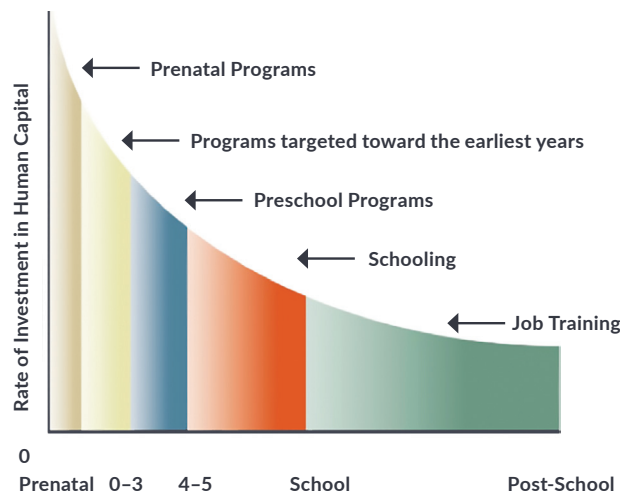 Rate of Investment in Human Capital
Prenatal Programs
Programs targeted toward the earliest years
Preschool Programs
Schooling
Job Training
0
Prenatal 0–3 4–5 School Post-School